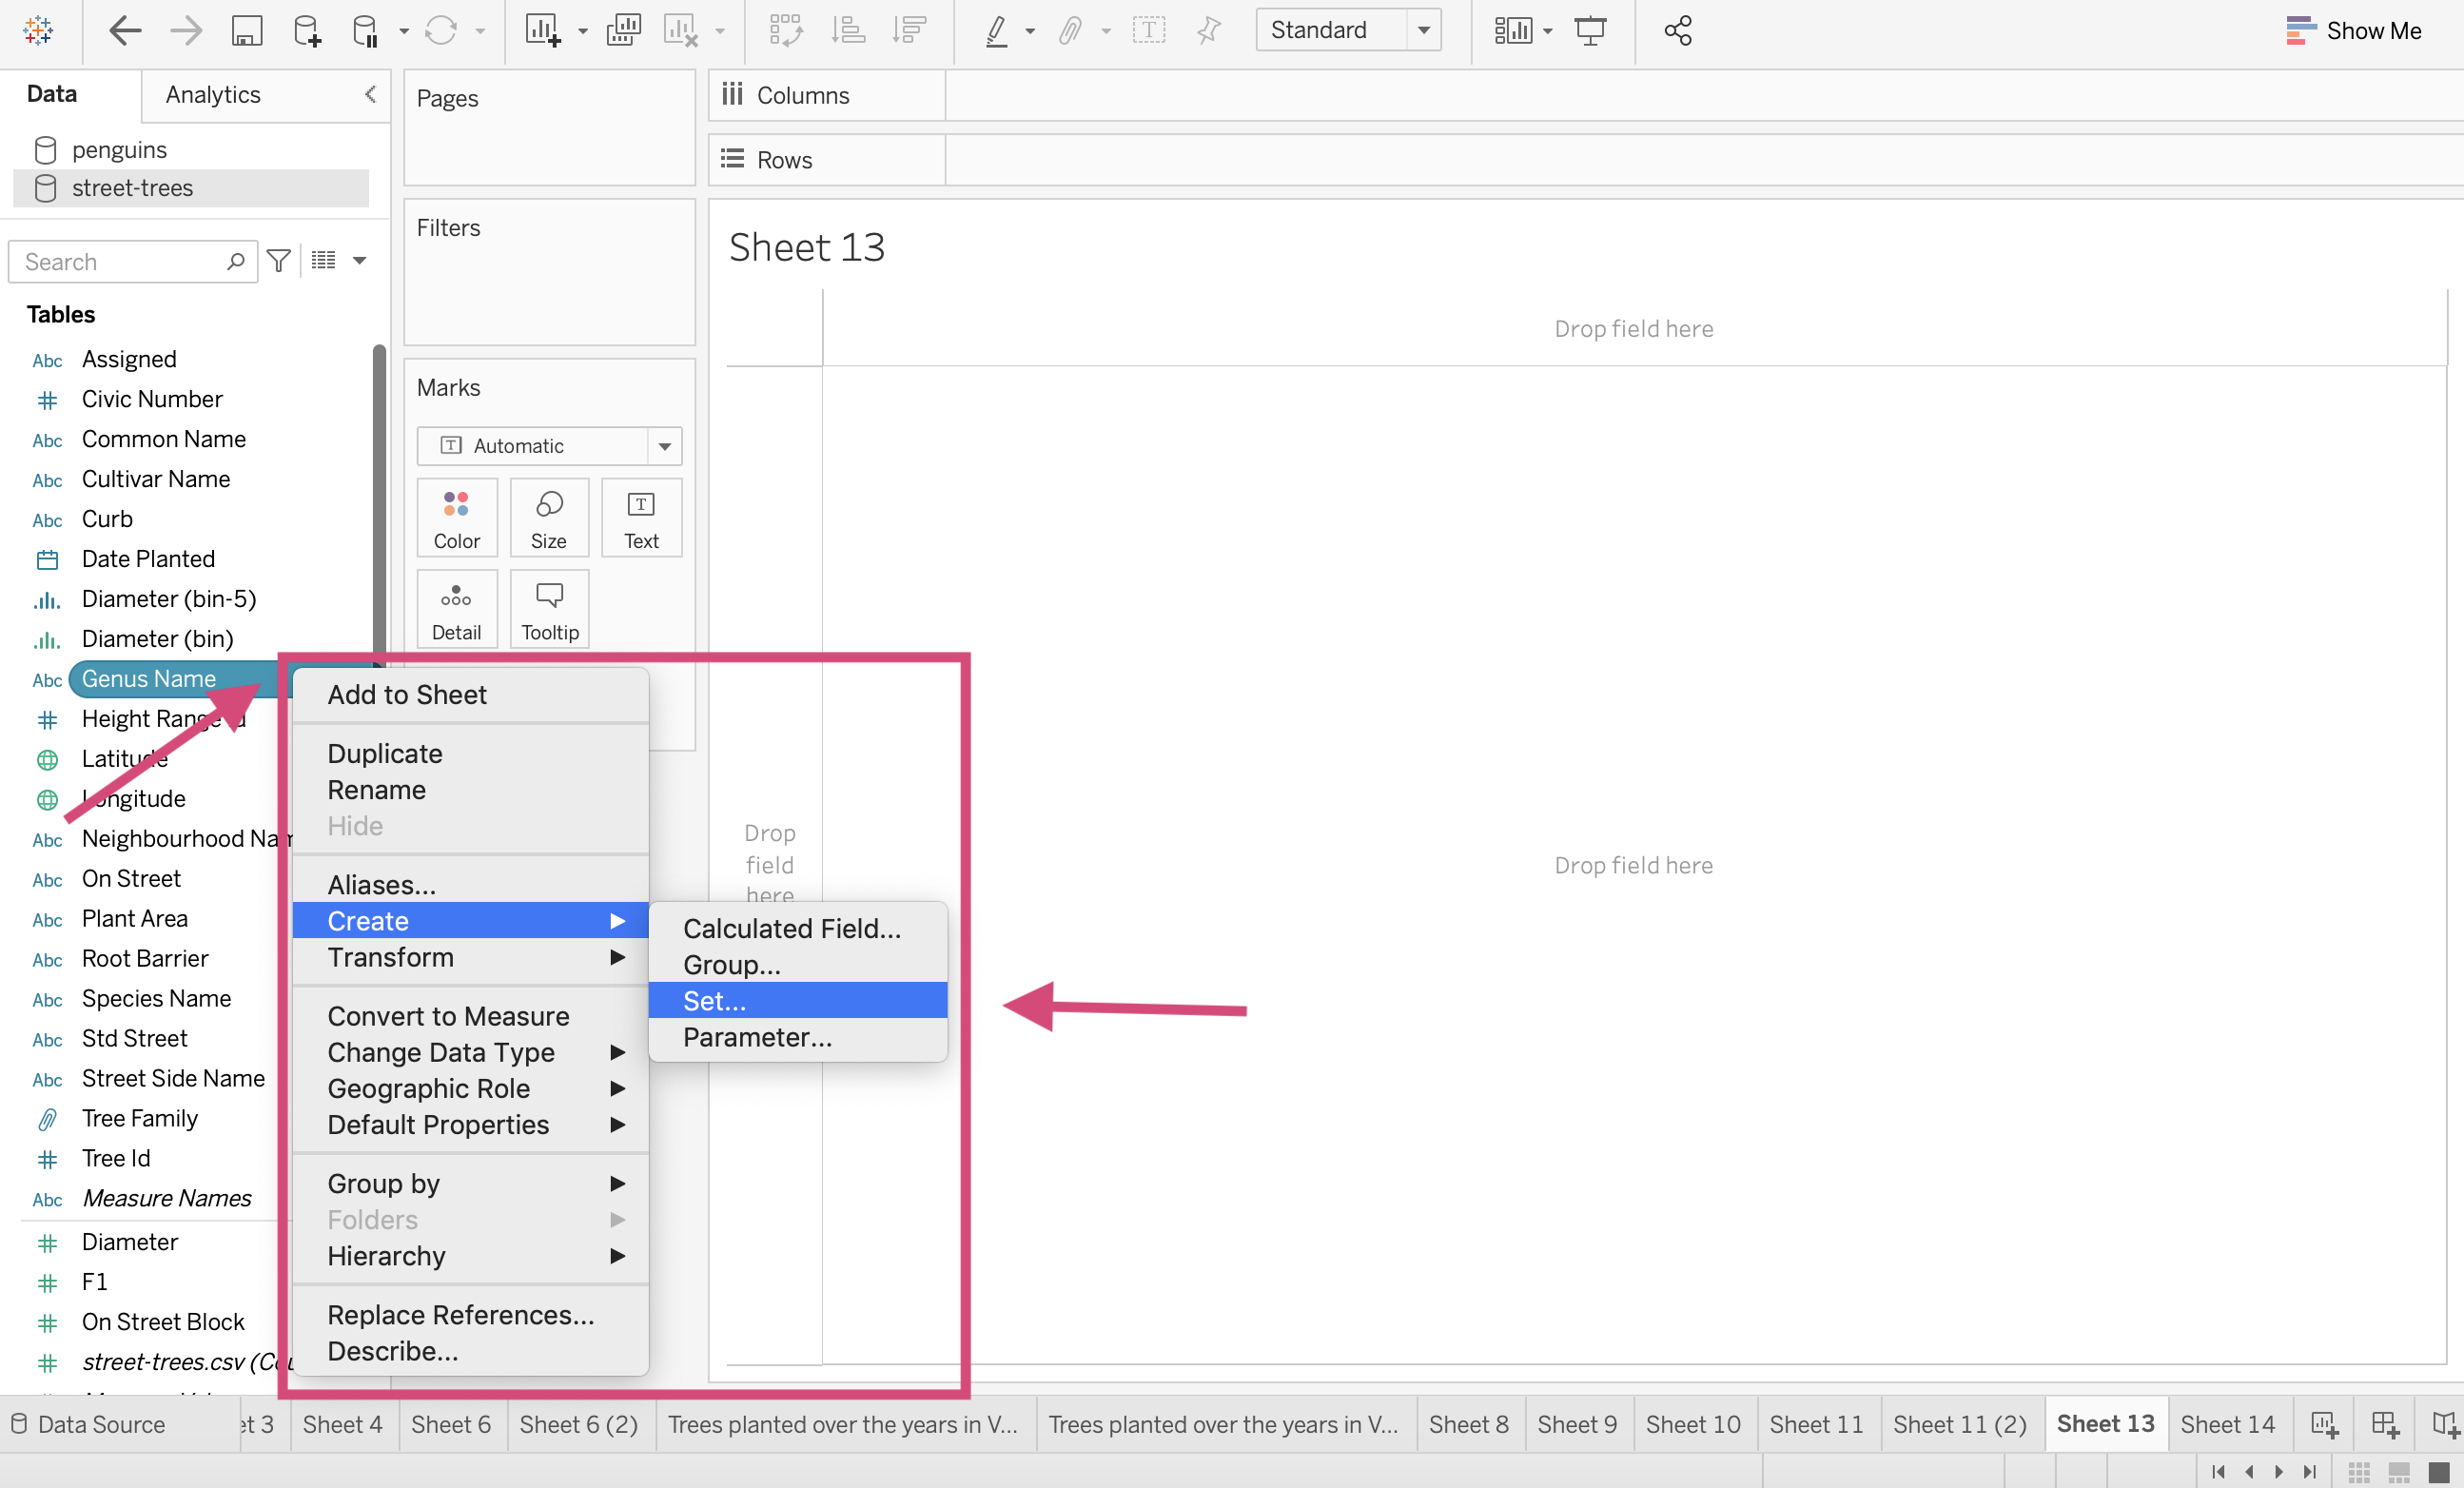 Standard
Show Me
Data
Analytics
penguins
street-trees
Search
Tables
Abc Assigned
Civic Number
Abc Common Name
Abc Cultivar Name
Abc Curb
Date Planted
Diameter (bin-5)
Diameter (bin)
Abc Genus Name
Height Range d
Latitude
Longitude
Abc Neighbourhood Nam
Abc On Street
Abc Plant Area
Abc Root Barrier
Abc Species Name
Abc Std Street
Abc Street Side Name
Tree Family
Tree Id
Abc Measure Names
Diameter
F1
On Street Block
street-trees.csv (Cou
Pages
Filters
Marks
T Automatic
Color
Size
T
Text
Detail
Tooltip
Columns
Rows
Sheet 13
Drop field here
Drop
field
here
Drop field here
Add to Sheet
Duplicate
Rename
Hide
Aliases...
Create
Transform
Convert to Measure
Change Data Type
Geographic Role
Default Properties
Group by
Folders
Hierarchy
Replace References...
Describe...
Calculated Field...
Group...
Set...
Parameter...
Data Source
et 3
Sheet 4
Sheet 6
Sheet 6 (2)
Trees planted over the years in V...
Trees planted over the years in V...
Sheet 8
Sheet 9
Sheet 10
Sheet 11
Sheet 11 (2)
Sheet 13
Sheet 14